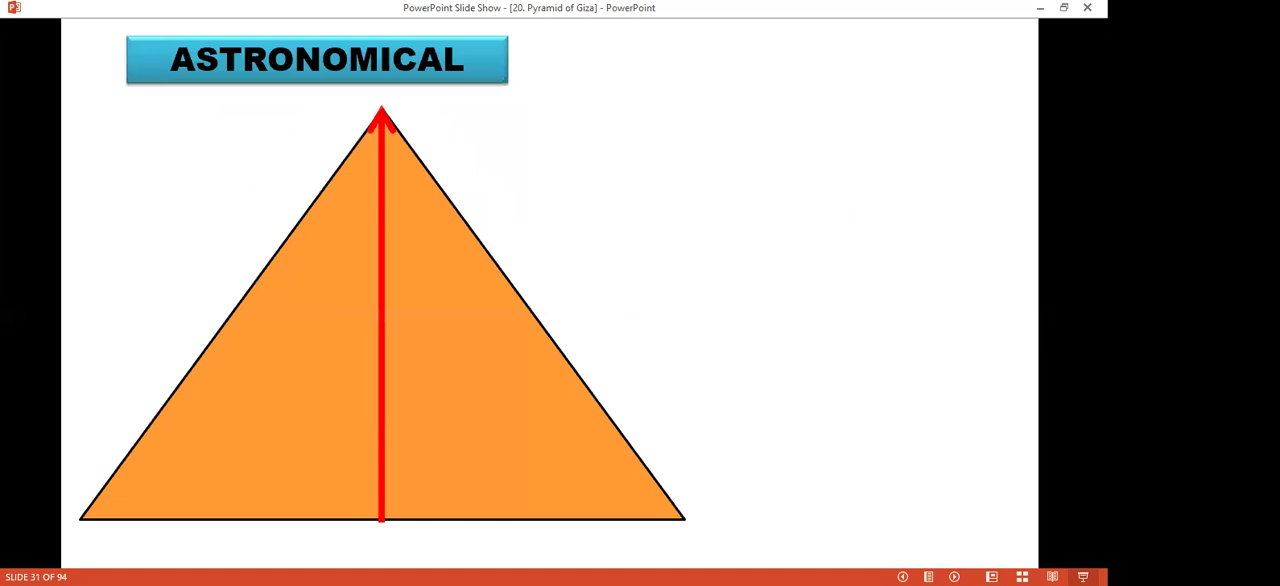 PowerPoint Slide Show - [20. Pyramid of Giza] - PowerPoint
ASTRONOMICAL
SLIDE 31 OF 94